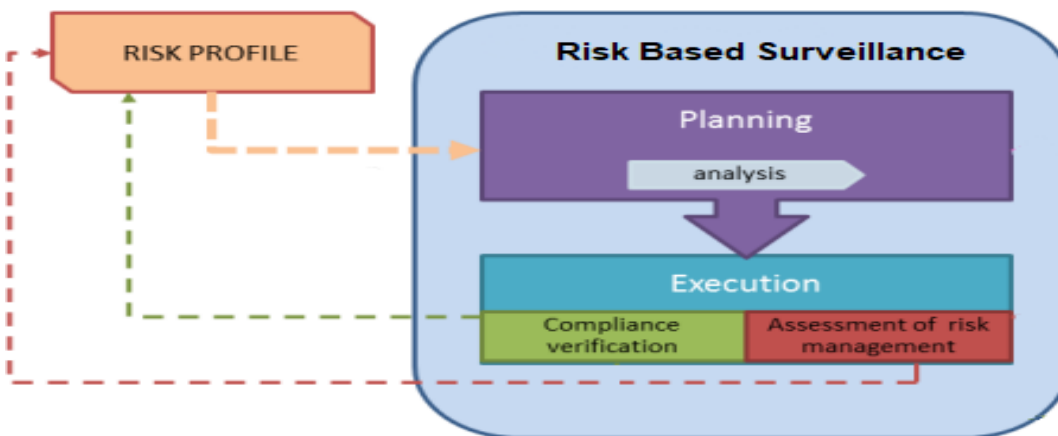 RISK PROFILE
Risk Based Surveillance
Planning
analysis
Execution
Compliance
verification
Assessment of risk
management